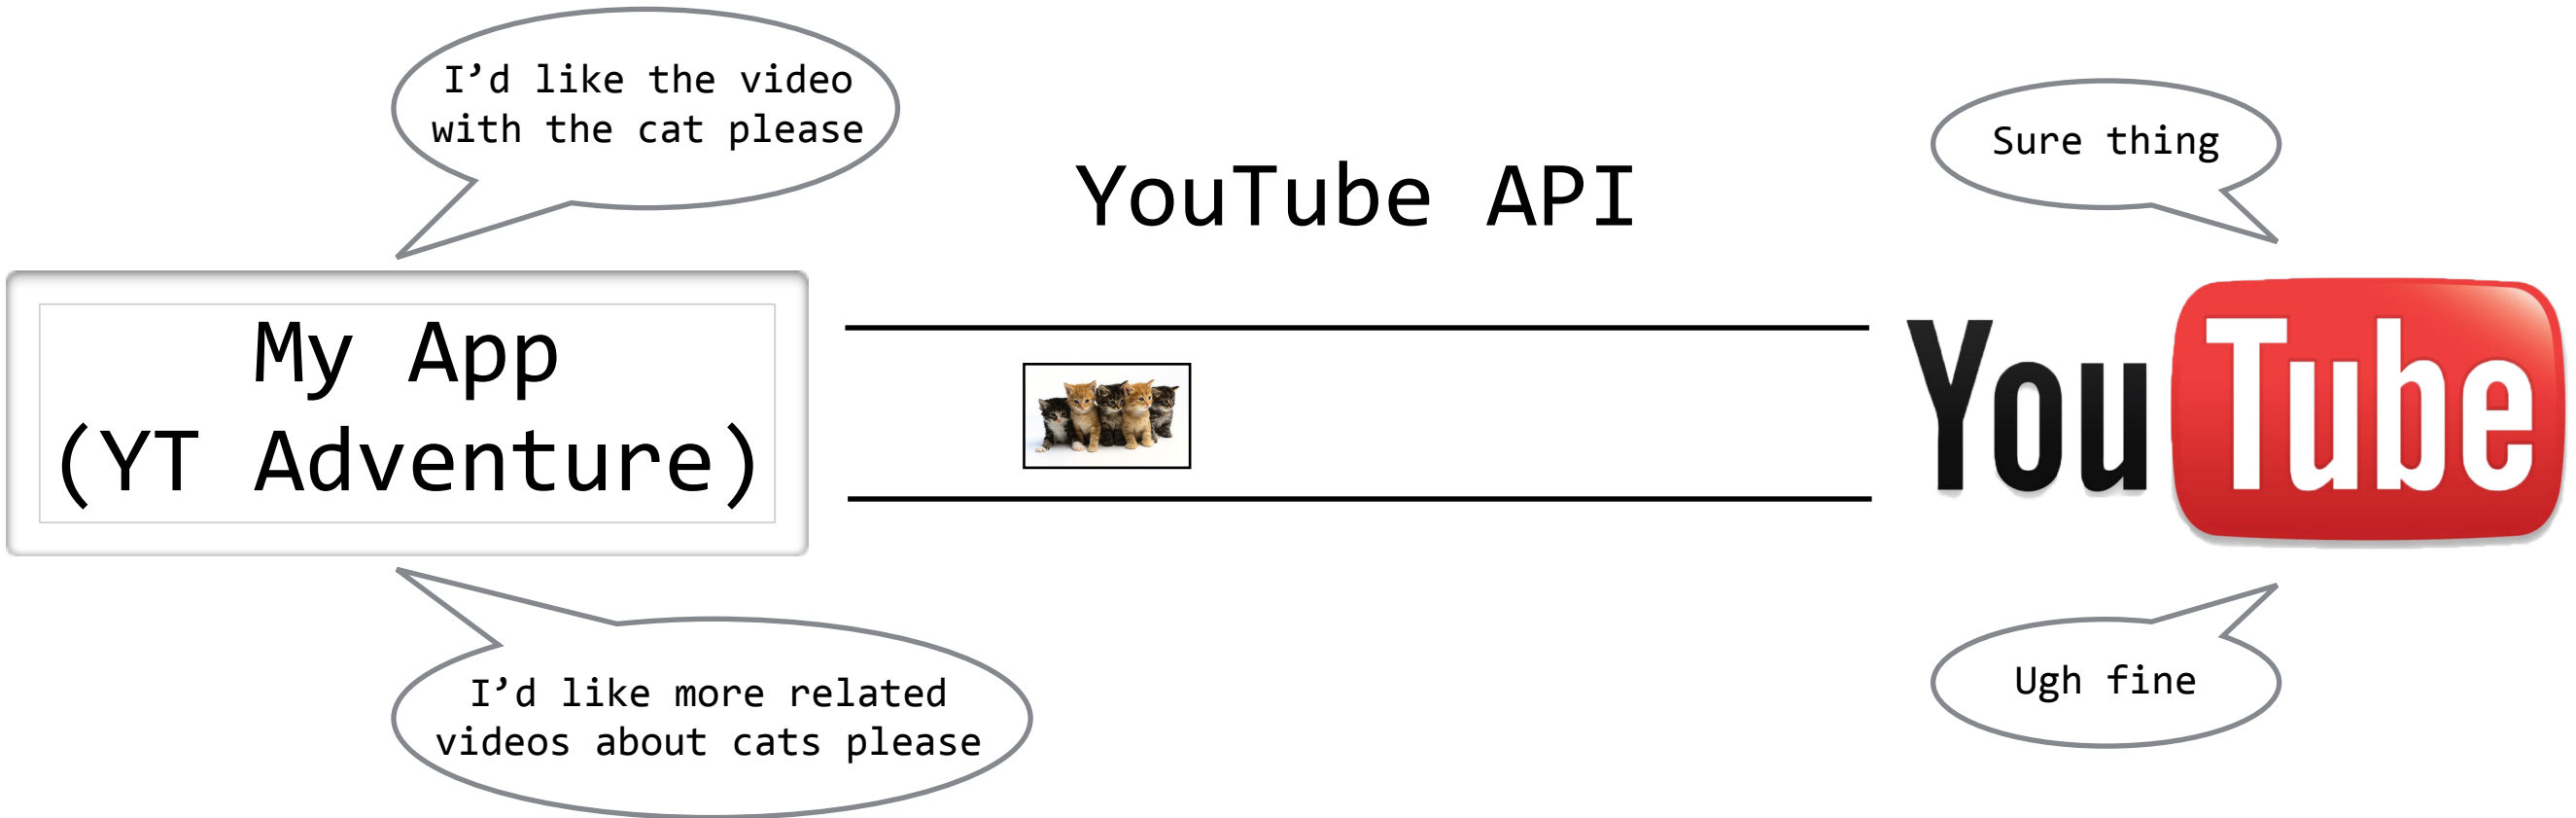 I’d like the video
with the cat please
Sure thing
YouTube API
My App
(YT Adventure)
YouTube
I’d like more related
videos about cats please
Ugh fine